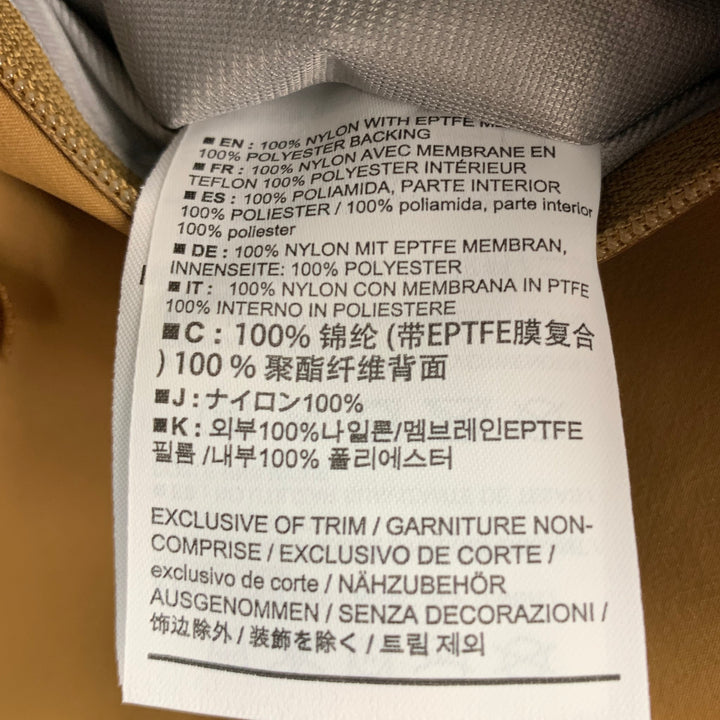 ■ EN : 100% NYLON WITH EPTFE
100% POLYESTER BACKING
■ FR : 100% NYLON AVEC MEMBRANE EN
TEFLON 100% POLYESTER INTÉRIEUR
■ ES : 100% POLIAMIDA, PARTE INTERIOR
100% POLIESTER / 100% poliamida, parte interior
100% poliester
■ DE : 100% NYLON MIT EPTFE MEMBRAN,
INNENSEITE: 100% POLYESTER
■ IT : 100% NYLON CON MEMBRANA IN PTFE
100% INTERNO IN POLIESTERE
■ C : 100% 锦纶 (带EPTFE膜复合
) 100 % 聚酯纤维背面
■ J : ナイロン100%
■ K : 외부100%나일론/멤브레인EPTFE
필름 /내부100% 폴리에스터
EXCLUSIVE OF TRIM / GARNITURE NON-
COMPRISE / EXCLUSIVO DE CORTE /
exclusivo de corte / NÄHZUBEHÖR
AUSGENOMMEN / SENZA DECORAZIONI /
饰边除外 / 装飾を除く / 트림 제외